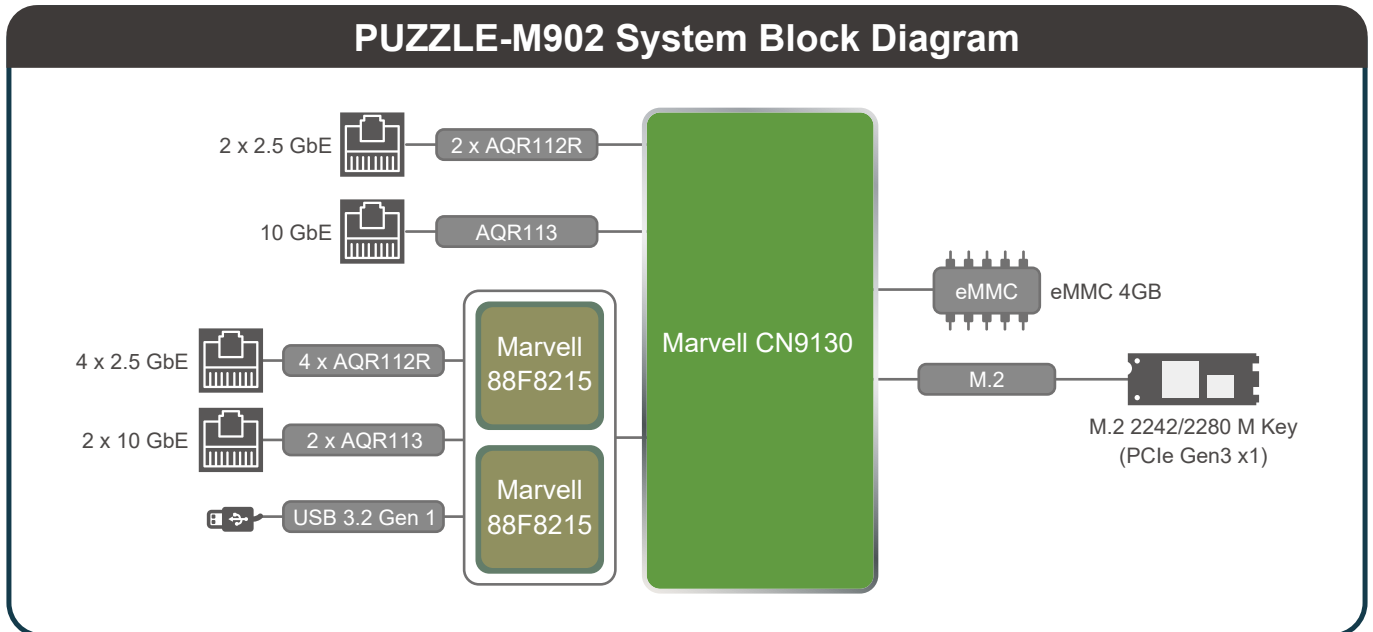 PUZZLE-M902 System Block Diagram
2 x 2.5 GbE
2 x AQR112R
10 GbE
AQR113
4 x 2.5 GbE
4 x AQR112R
2 x 10 GbE
2 x AQR113
USB 3.2 Gen 1
Marvell
88F8215
Marvell
88F8215
Marvell CN9130
eMMC
eMMC 4GB
M.2
M.2 2242/2280 M Key
(PCIe Gen3 x1)